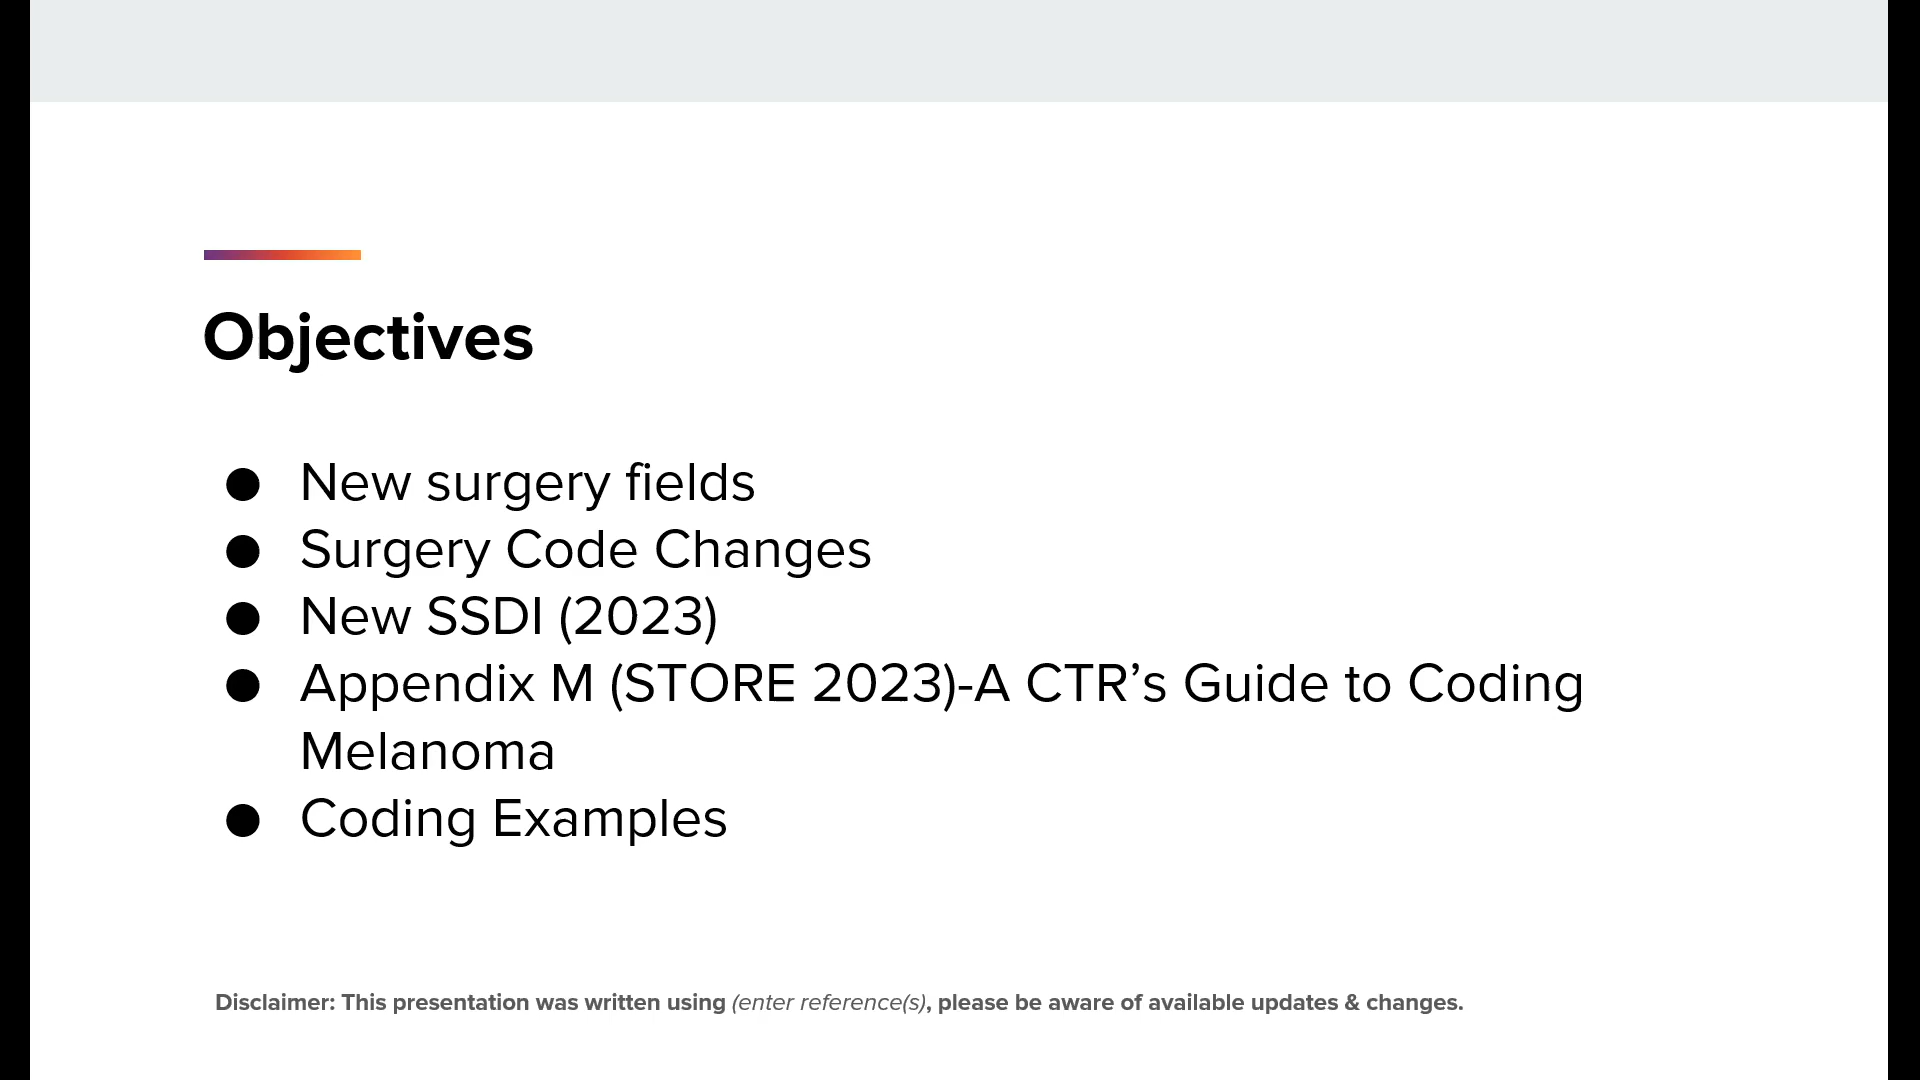 Objectives
● New surgery fields
● Surgery Code Changes
● New SSDI (2023)
● Appendix M (STORE 2023)-A CTR’s Guide to Coding
Melanoma
● Coding Examples
Disclaimer: This presentation was written using (enter reference(s), please be aware of available updates & changes.